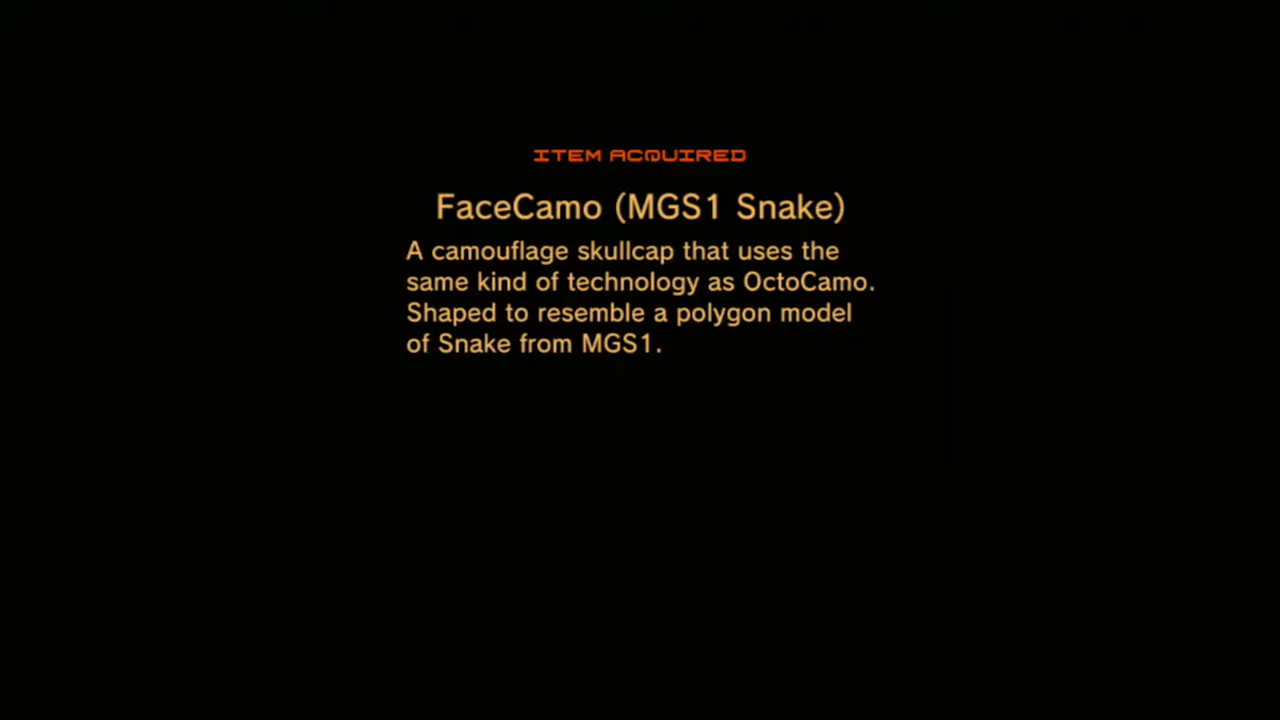 ITEM ACQUIRED
FaceCamo (MGS1 Snake)
A camouflage skullcap that uses the
same kind of technology as OctoCamo.
Shaped to resemble a polygon model
of Snake from MGS1.